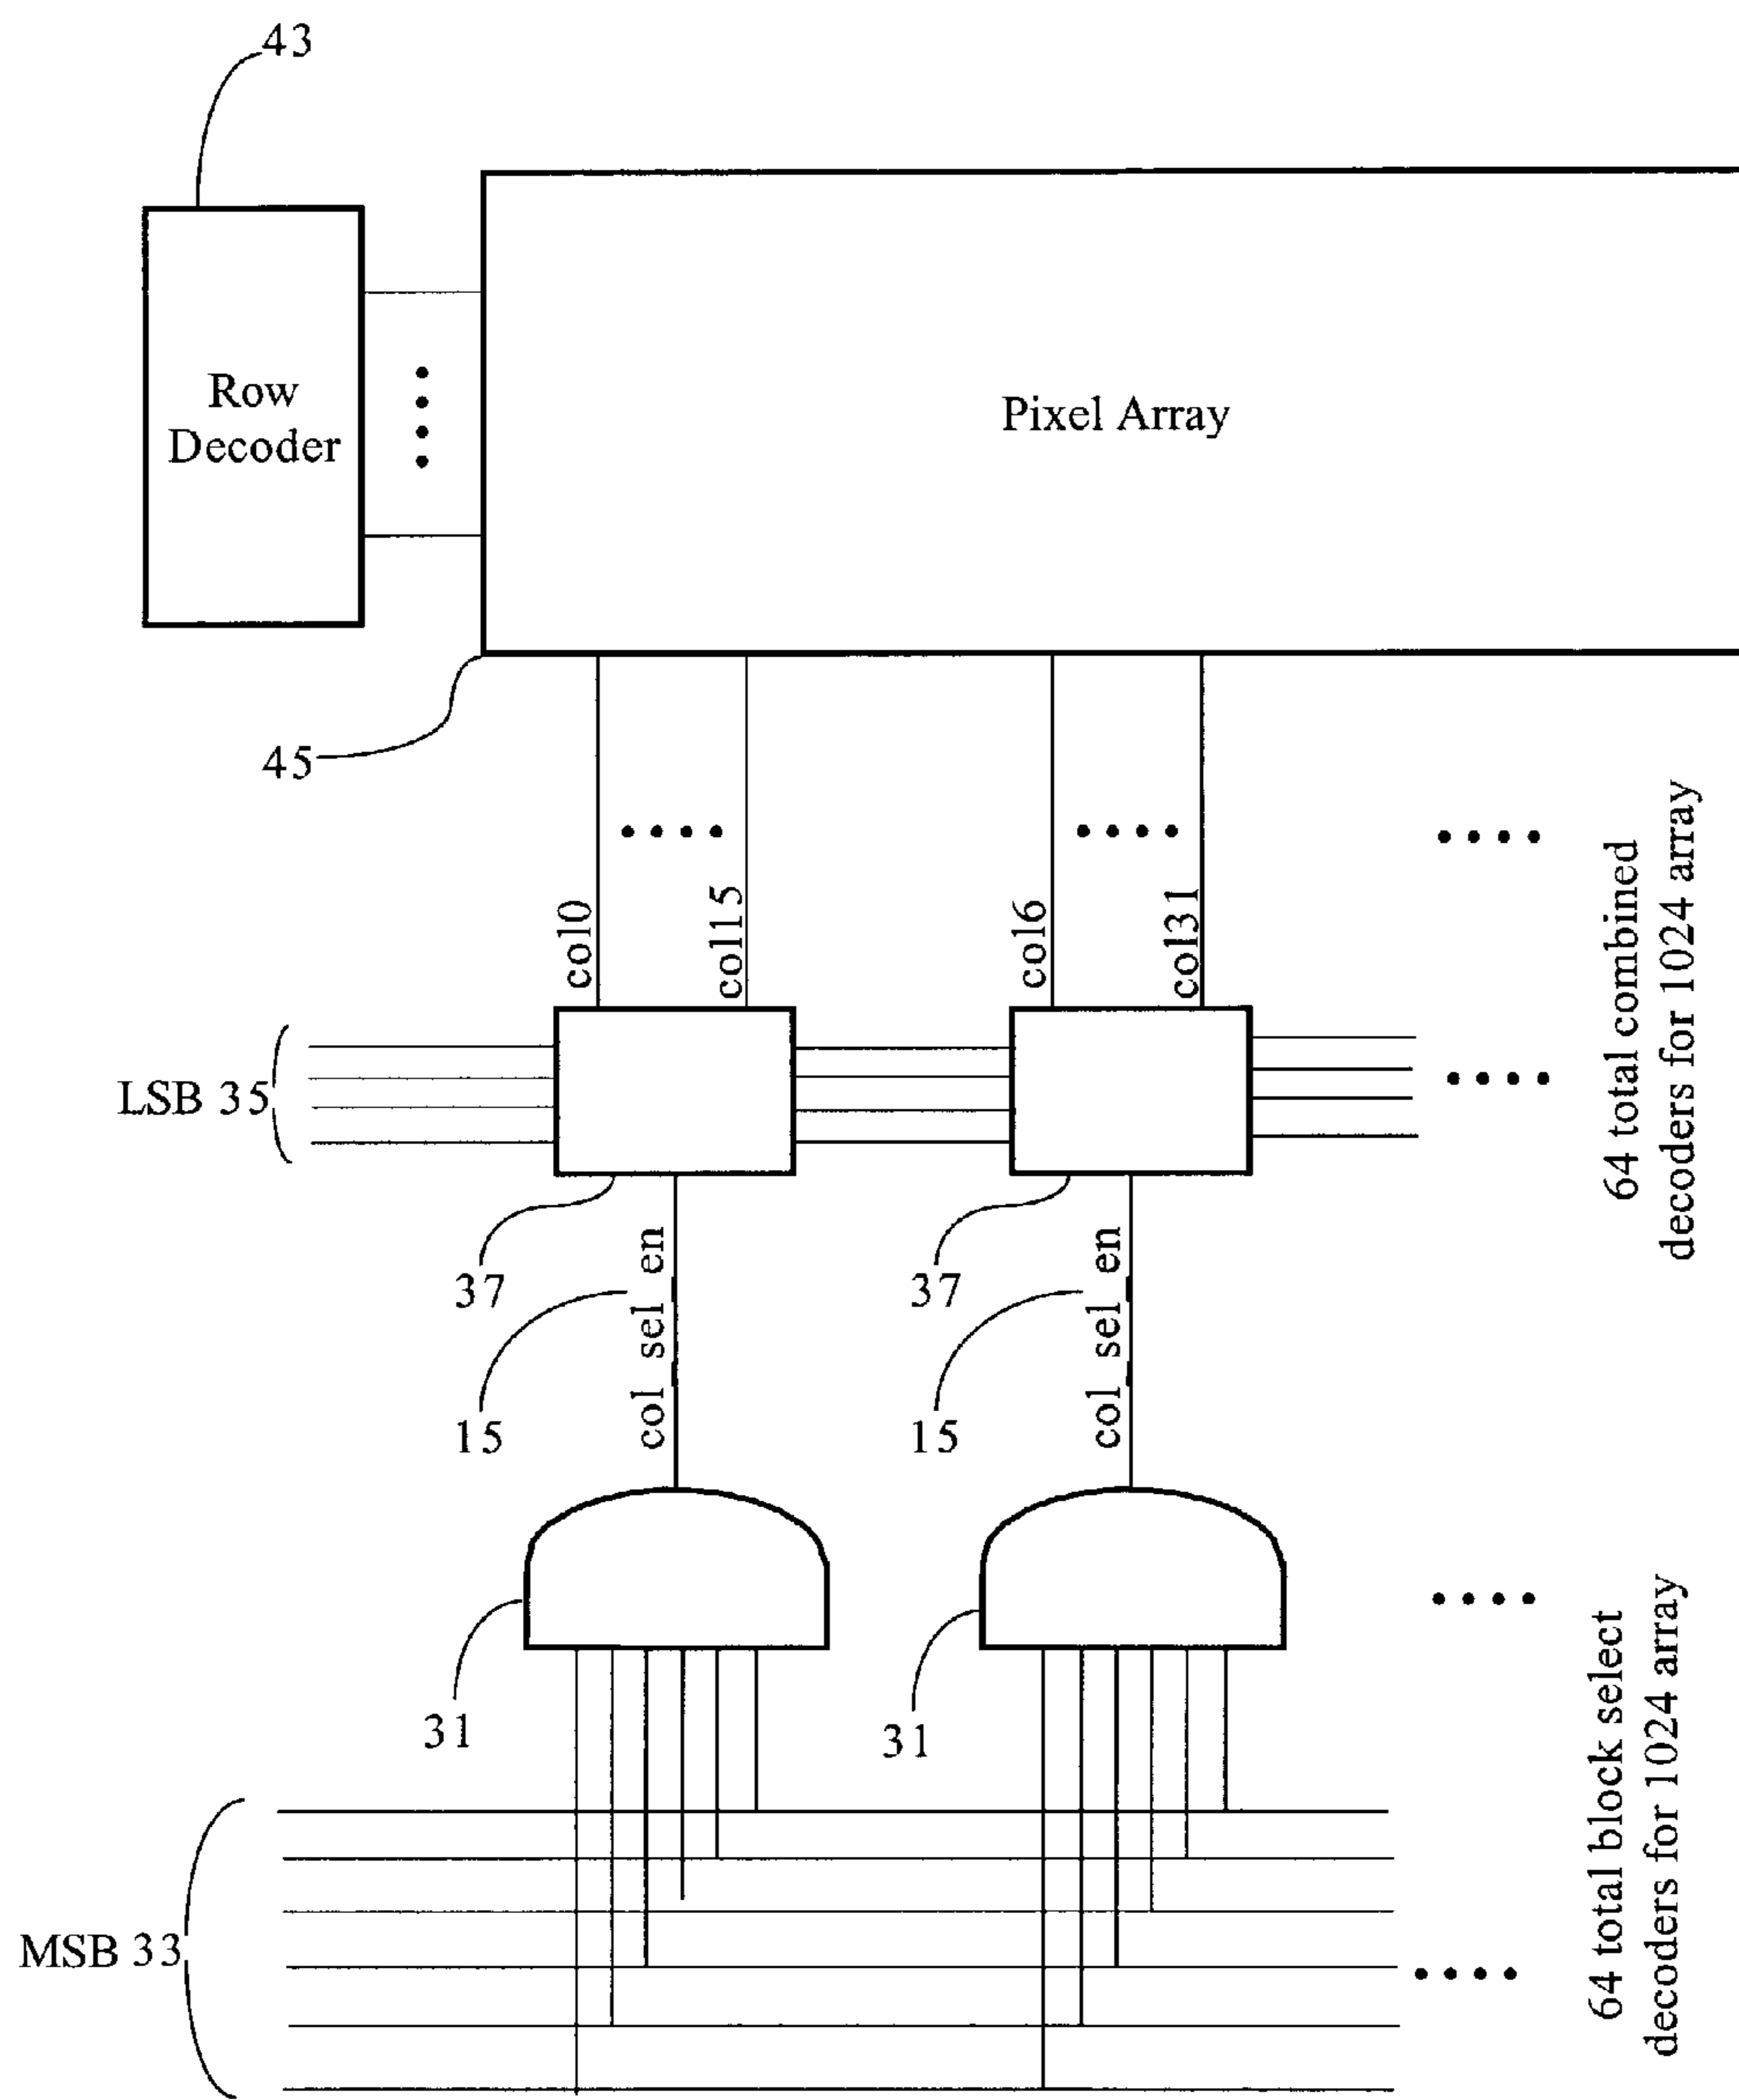 43
Row
Decoder
Pixel Array
45
col0
col15
col6
col31
LSB 35
64 total combined
decoders for 1024 array
37
37
col_sel_en
col_sel_en
15
15
31
31
MSB 33
64 total block select
decoders for 1024 array